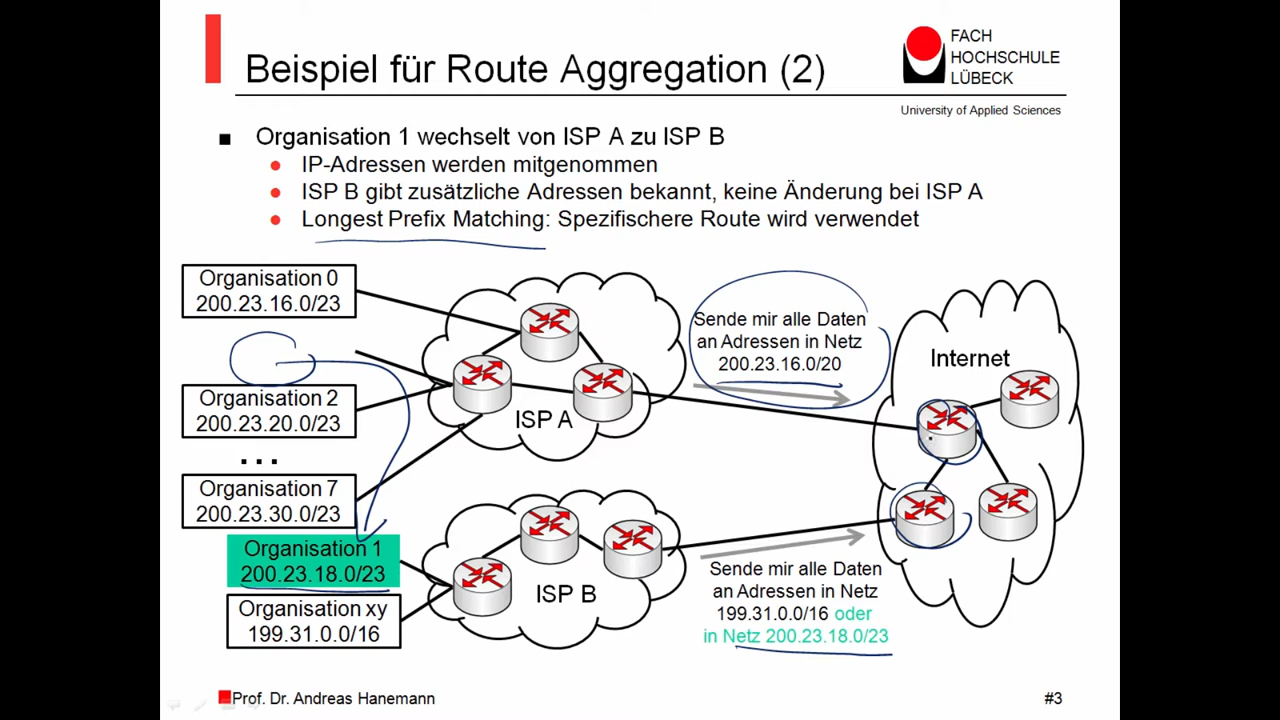 Beispiel für Route Aggregation (2)
FACH
HOCHSCHULE
LÜBECK
University of Applied Sciences
Organisation 1 wechselt von ISP A zu ISP B
IP-Adressen werden mitgenommen
ISP B gibt zusätzliche Adressen bekannt, keine Änderung bei ISP A
Longest Prefix Matching: Spezifischere Route wird verwendet
Organisation 0
200.23.16.0/23
Organisation 2
200.23.20.0/23
...
Organisation 7
200.23.30.0/23
Organisation 1
200.23.18.0/23
Organisation xy
199.31.0.0/16
ISP A
ISP B
Sende mir alle Daten
an Adressen in Netz
200.23.16.0/20
Internet
Sende mir alle Daten
an Adressen in Netz
199.31.0.0/16 oder
in Netz 200.23.18.0/23
Prof. Dr. Andreas Hanemann
#3